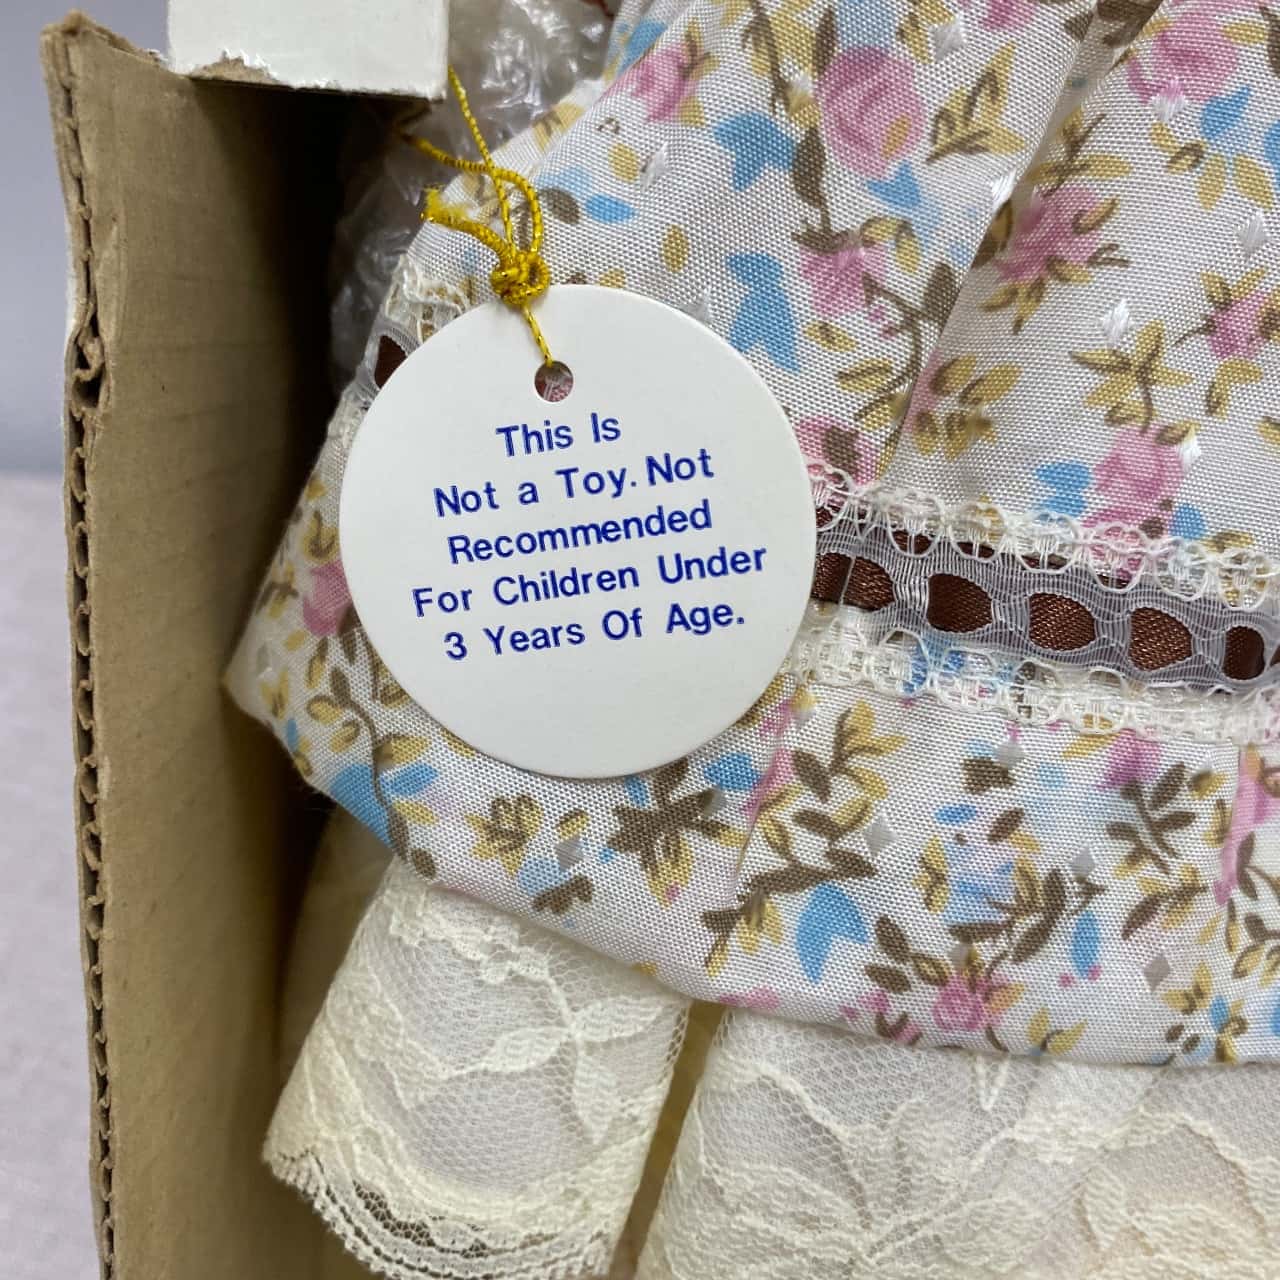 This Is
Not a Toy. Not
Recommended
For Children Under
3 Years Of Age.